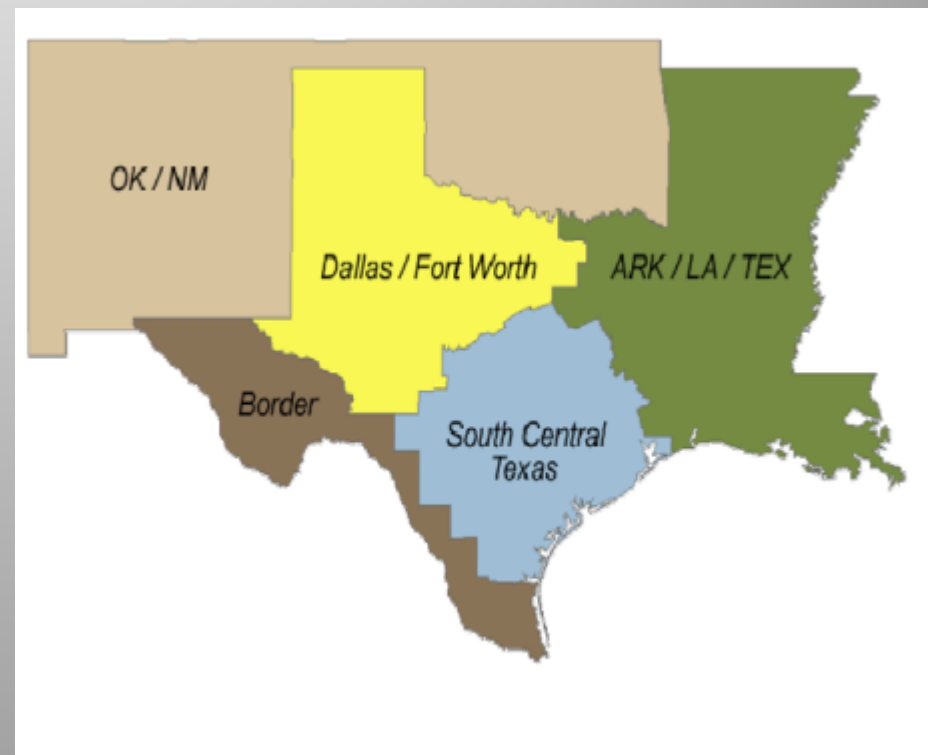 OK / NM
Dallas / Fort Worth
ARK / LA / TEX
Border
South Central
Texas